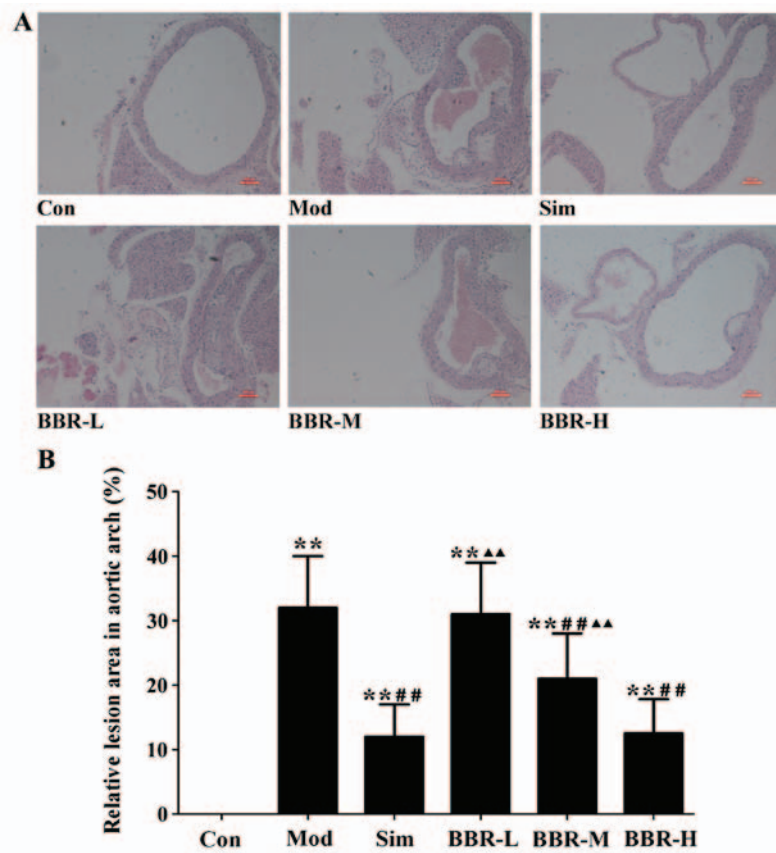 A
Con Mod Sim
BBR-L BBR-M BBR-H
B
Relative lesion area in aortic arch (%)
50
40
30
20
10
0
**
**##
**▲▲
**##▲▲
**##
Con Mod Sim BBR-L BBR-M BBR-H